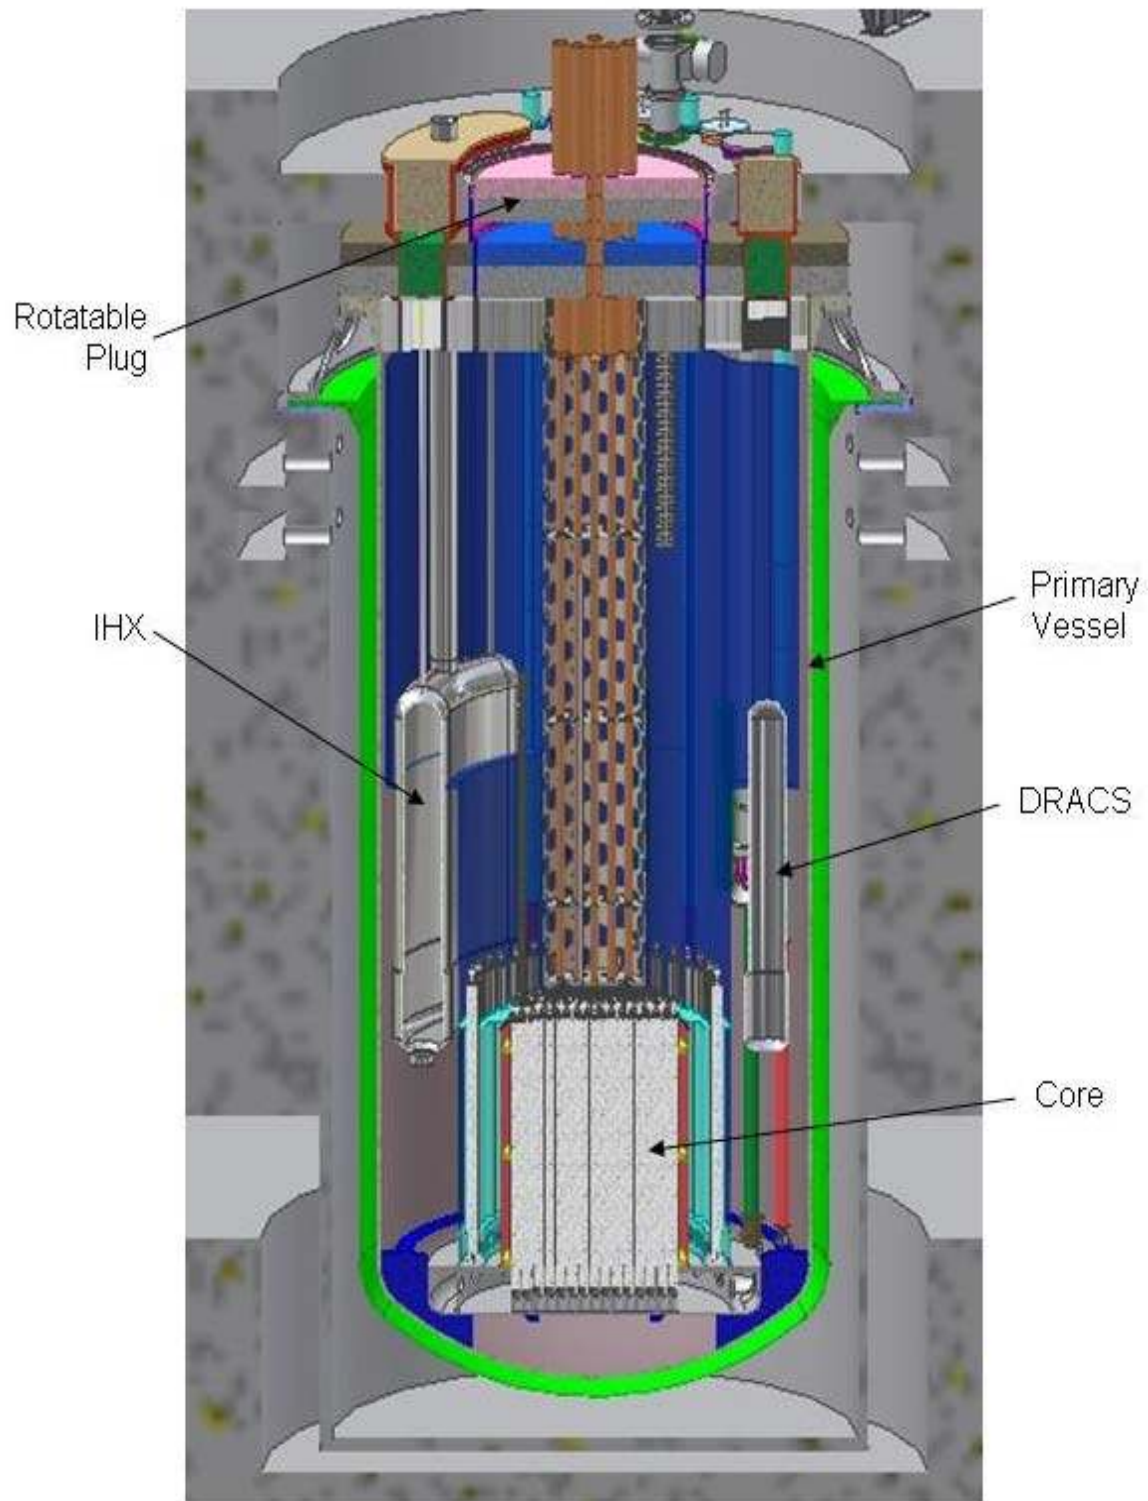 Rotatable
Plug
IHX
Primary
Vessel
DRACS
Core